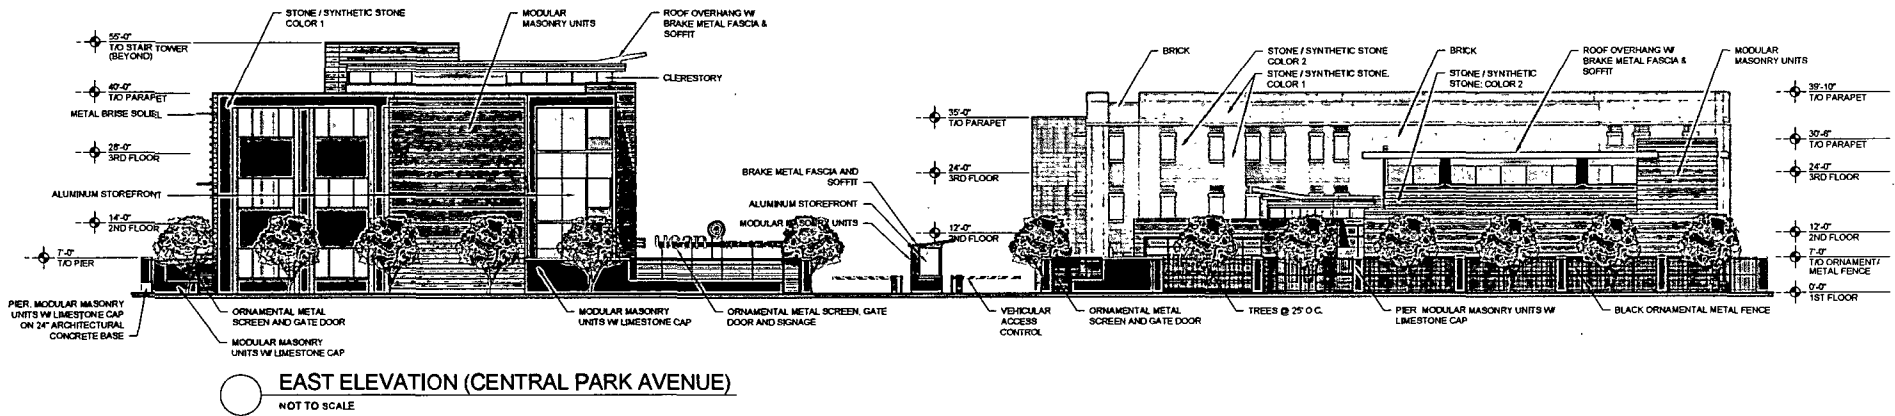 STONE / SYNTHETIC STONE
COLOR 1
MODULAR
MASONRY UNITS
ROOF OVERHANG W/
BRAKE METAL FASCIA &
SOFFIT
55'-0"
T/O STAIR TOWER
(BEYOND)
CLERESTORY
40'-0"
T/O PARAPET
METAL BRISE SOLIEL
28'-0"
3RD FLOOR
ALUMINUM STOREFRONT
14'-0"
2ND FLOOR
7'-0"
T/O PIER
PIER, MODULAR MASONRY
UNITS W/ LIMESTONE CAP
ON 24" ARCHITECTURAL
CONCRETE BASE
ORNAMENTAL METAL
SCREEN AND GATE DOOR
MODULAR MASONRY
UNITS W/ LIMESTONE CAP
MODULAR MASONRY
UNITS W/ LIMESTONE CAP
ORNAMENTAL METAL SCREEN, GATE
DOOR AND SIGNAGE
BRAKE METAL FASCIA AND
SOFFIT
ALUMINUM STOREFRONT
MODULAR MASONRY UNITS
35'-0"
T/O PARAPET
24'-0"
3RD FLOOR
12'-0"
2ND FLOOR
VEHICULAR
ACCESS
CONTROL
BRICK
STONE / SYNTHETIC STONE
COLOR 2
STONE / SYNTHETIC STONE,
COLOR 1
BRICK
STONE / SYNTHETIC
STONE: COLOR 2
ROOF OVERHANG W/
BRAKE METAL FASCIA &
SOFFIT
MODULAR
MASONRY UNITS
39'-10"
T/O PARAPET
30'-6"
T/O PARAPET
24'-0"
3RD FLOOR
12'-0"
2ND FLOOR
7'-0"
T/O ORNAMENTA
METAL FENCE
0'-0"
1ST FLOOR
ORNAMENTAL METAL
SCREEN AND GATE DOOR
TREES @ 25' O.C.
PIER MODULAR MASONRY UNITS W/
LIMESTONE CAP
BLACK ORNAMENTAL METAL FENCE
EAST ELEVATION (CENTRAL PARK AVENUE)
NOT TO SCALE